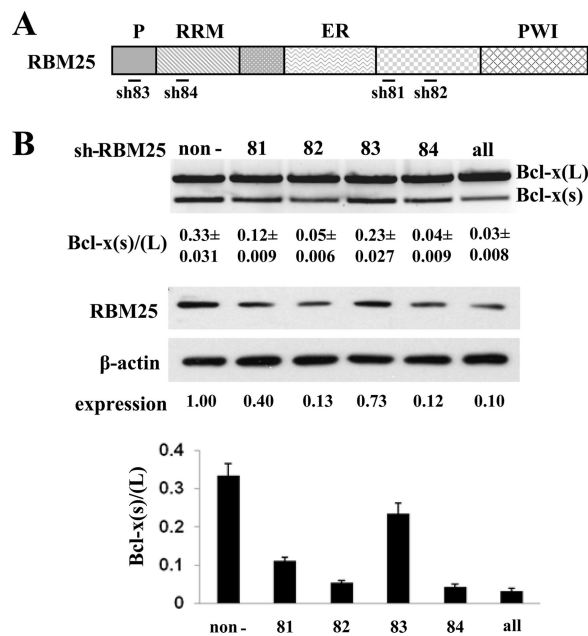 A
P RRM ER PWI
RBM25
sh83 sh84 sh81 sh82
B
sh-RBM25 non - 81 82 83 84 all
Bcl-x(L)
Bcl-x(s)
Bcl-x(s)/(L) 0.33± 0.12± 0.05± 0.23± 0.04± 0.03±
0.031 0.009 0.006 0.027 0.009 0.008
RBM25
β-actin
expression 1.00 0.40 0.13 0.73 0.12 0.10
Bcl-x(s)/(L)
0.4
0.3
0.2
0.1
0
non - 81 82 83 84 all